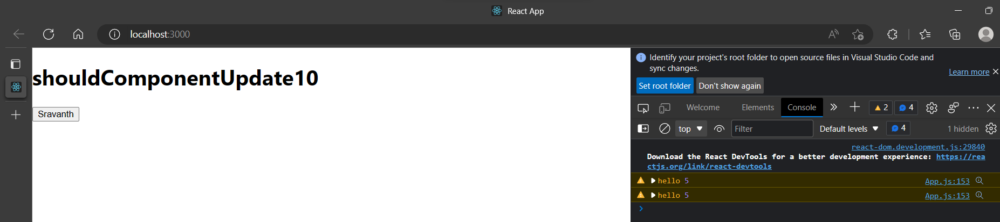 React App
localhost:3000
Identify your project's root folder to open source files in Visual Studio Code and
sync changes.
Learn more
Set root folder Don't show again
shouldComponentUpdate10
Sravanth
Welcome Elements Console 2 4
top Filter Default levels 4 1 hidden
react-dom.development.js:29840
Download the React DevTools for a better development experience: https://rea
ctjs.org/link/react-devtools
hello 5 App.js:153
hello 5 App.js:153